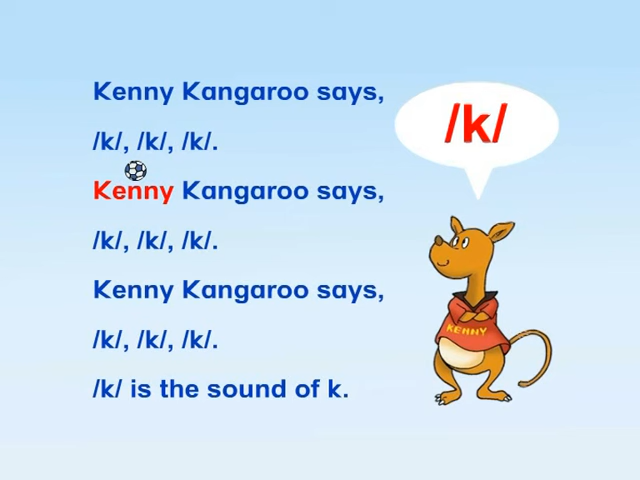 Kenny Kangaroo says,
/k/, /k/, /k/.
Kenny Kangaroo says,
/k/, /k/, /k/.
Kenny Kangaroo says,
/k/, /k/, /k/.
/k/ is the sound of k.
/k/
KENNY